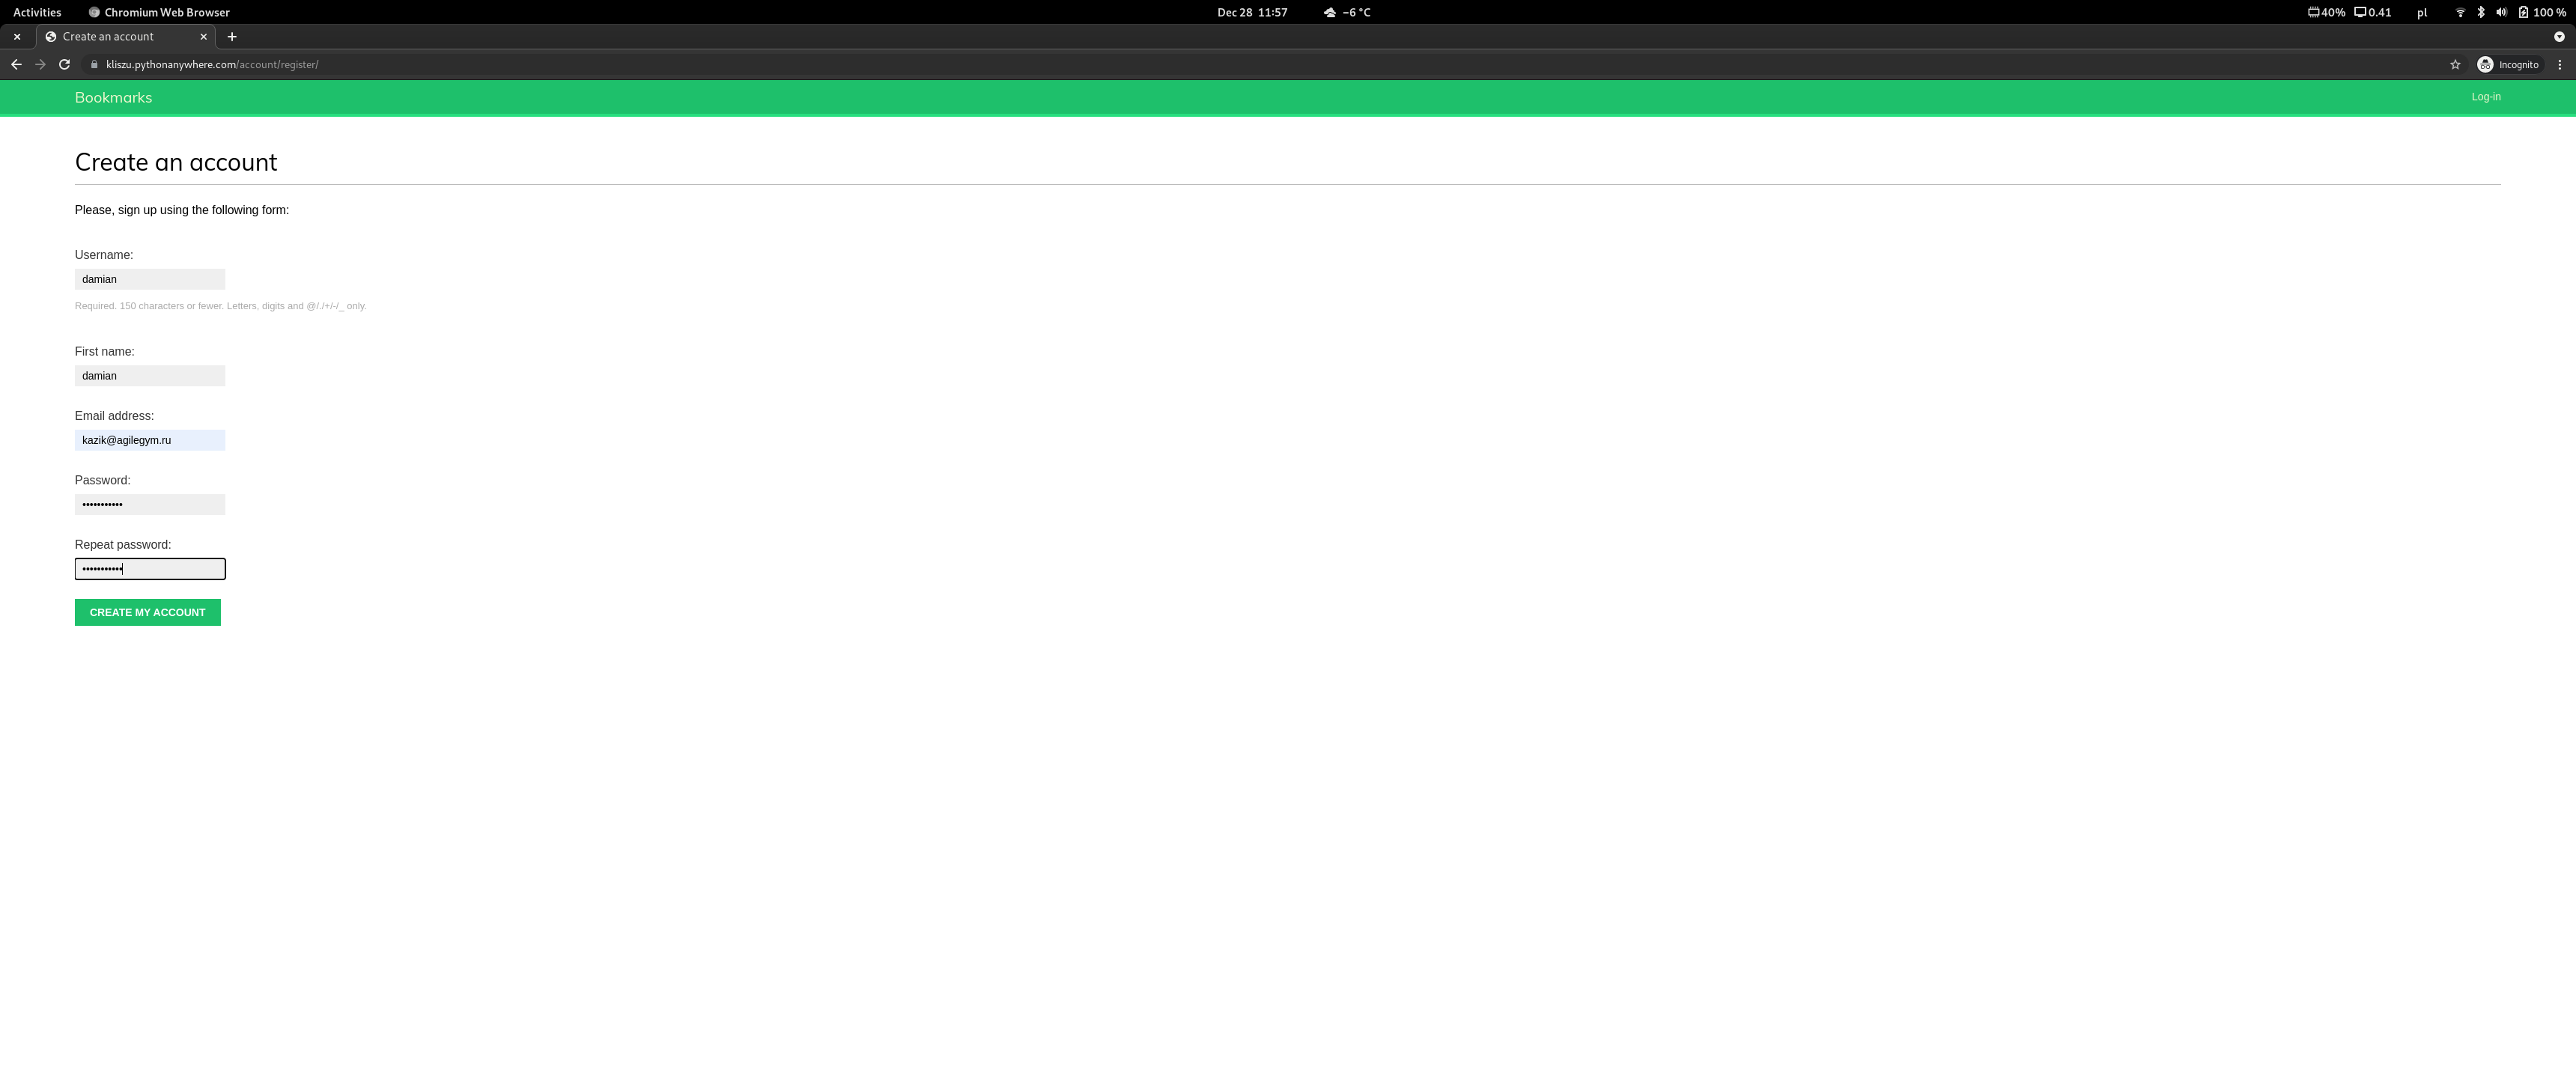 Activities Chromium Web Browser Dec 28 11:57 −6 °C 40% 0.41 pl 100 %
Create an account
kliszu.pythonanywhere.com/account/register/ Incognito
Bookmarks Log-in
Create an account
Please, sign up using the following form:
Username:
damian
Required. 150 characters or fewer. Letters, digits and @/./+/-/_ only.
First name:
damian
Email address:
kazik@agilegym.ru
Password:
•••••••••••
Repeat password:
•••••••••••
CREATE MY ACCOUNT